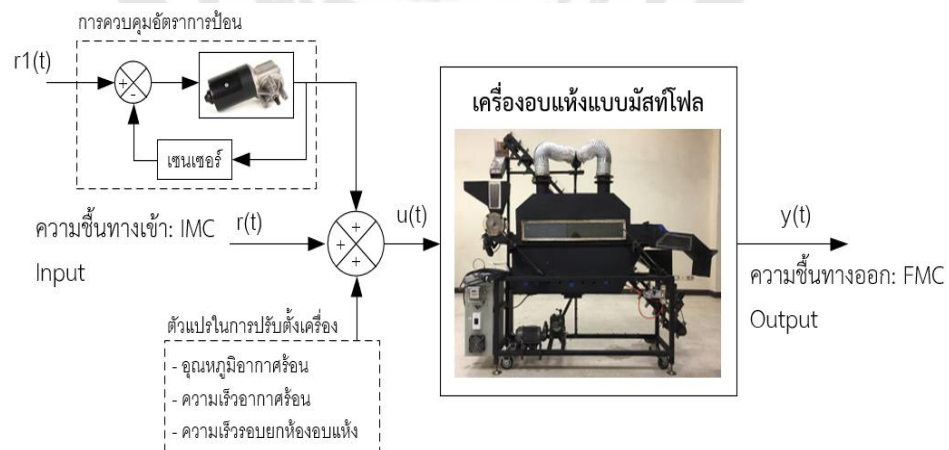 การควบคุมอัตราการป้อน
r1(t)
+
-
เซนเซอร์
เครื่องอบแห้งแบบมัสท์โฟล
ความชื้นทางเข้า: IMC
Input
r(t)
+
+
+
u(t)
y(t)
ความชื้นทางออก: FMC
Output
ตัวแปรในการปรับตั้งเครื่อง
- อุณหภูมิอากาศร้อน
- ความเร็วอากาศร้อน
- ความเร็วรอบยกห้องอบแห้ง